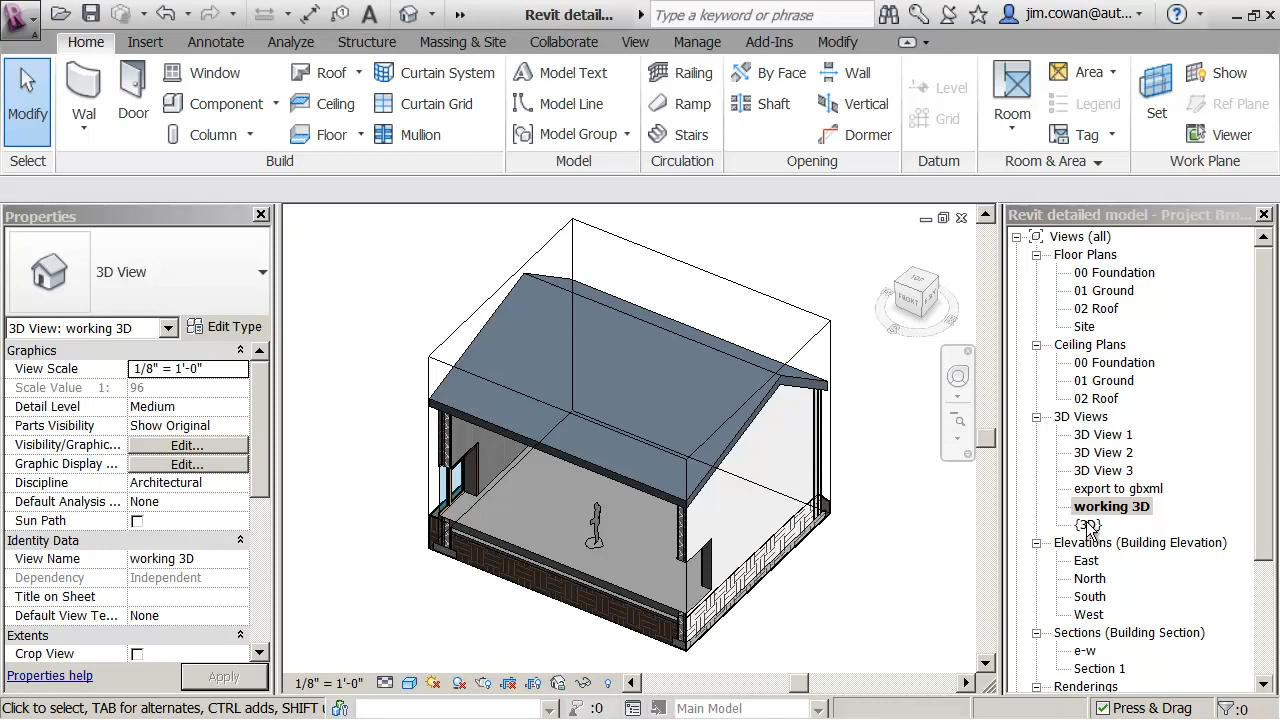 Revit detail... Type a keyword or phrase jim.cowan@aut...
Home Insert Annotate Analyze Structure Massing & Site Collaborate View Manage Add-Ins Modify
Modify Wal Door Window Component Column Roof Ceiling Floor Curtain System Curtain Grid Mullion
Model Text Model Line Model Group Railing Ramp Stairs By Face Shaft Wall Vertical Dormer
Level Grid Room Area Legend Tag Set Show Ref Plane Viewer
Select Build Model Circulation Opening Datum Room & Area Work Plane
Properties
3D View
3D View: working 3D Edit Type
Graphics
View Scale 1/8" = 1'-0"
Scale Value 1: 96
Detail Level Medium
Parts Visibility Show Original
Visibility/Graphic... Edit...
Graphic Display ... Edit...
Discipline Architectural
Default Analysis ... None
Sun Path
Identity Data
View Name working 3D
Dependency Independent
Title on Sheet
Default View Te... None
Extents
Crop View
Properties help Apply
TOP
FRONT
1/8" = 1'-0"
Revit detailed model - Project Bro...
Views (all)
Floor Plans
00 Foundation
01 Ground
02 Roof
Site
Ceiling Plans
00 Foundation
01 Ground
02 Roof
3D Views
3D View 1
3D View 2
3D View 3
export to gbxml
working 3D
{3D}
Elevations (Building Elevation)
East
North
South
West
Sections (Building Section)
e-w
Section 1
Renderings
Click to select, TAB for alternates, CTRL adds, SHIFT u :0 Main Model Press & Drag :0